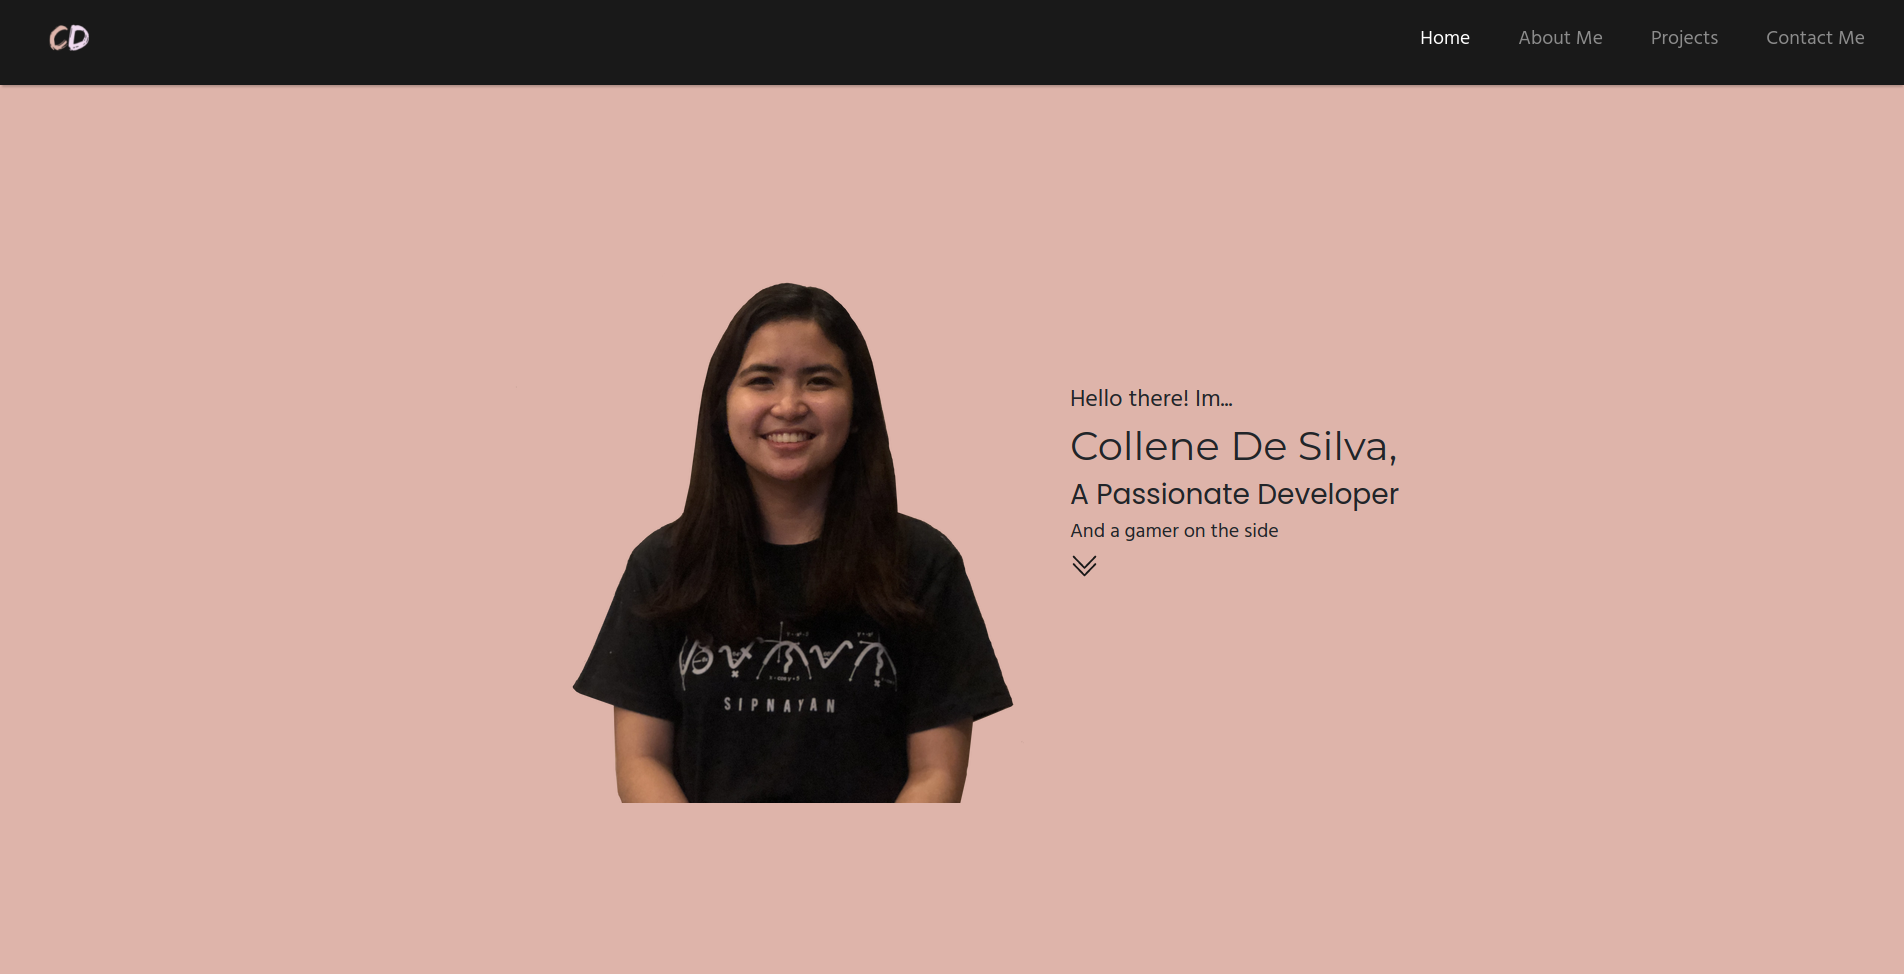 CD
Home
About Me
Projects
Contact Me
Hello there! Im...
Collene De Silva,
A Passionate Developer
And a gamer on the side
SIPNAYAN